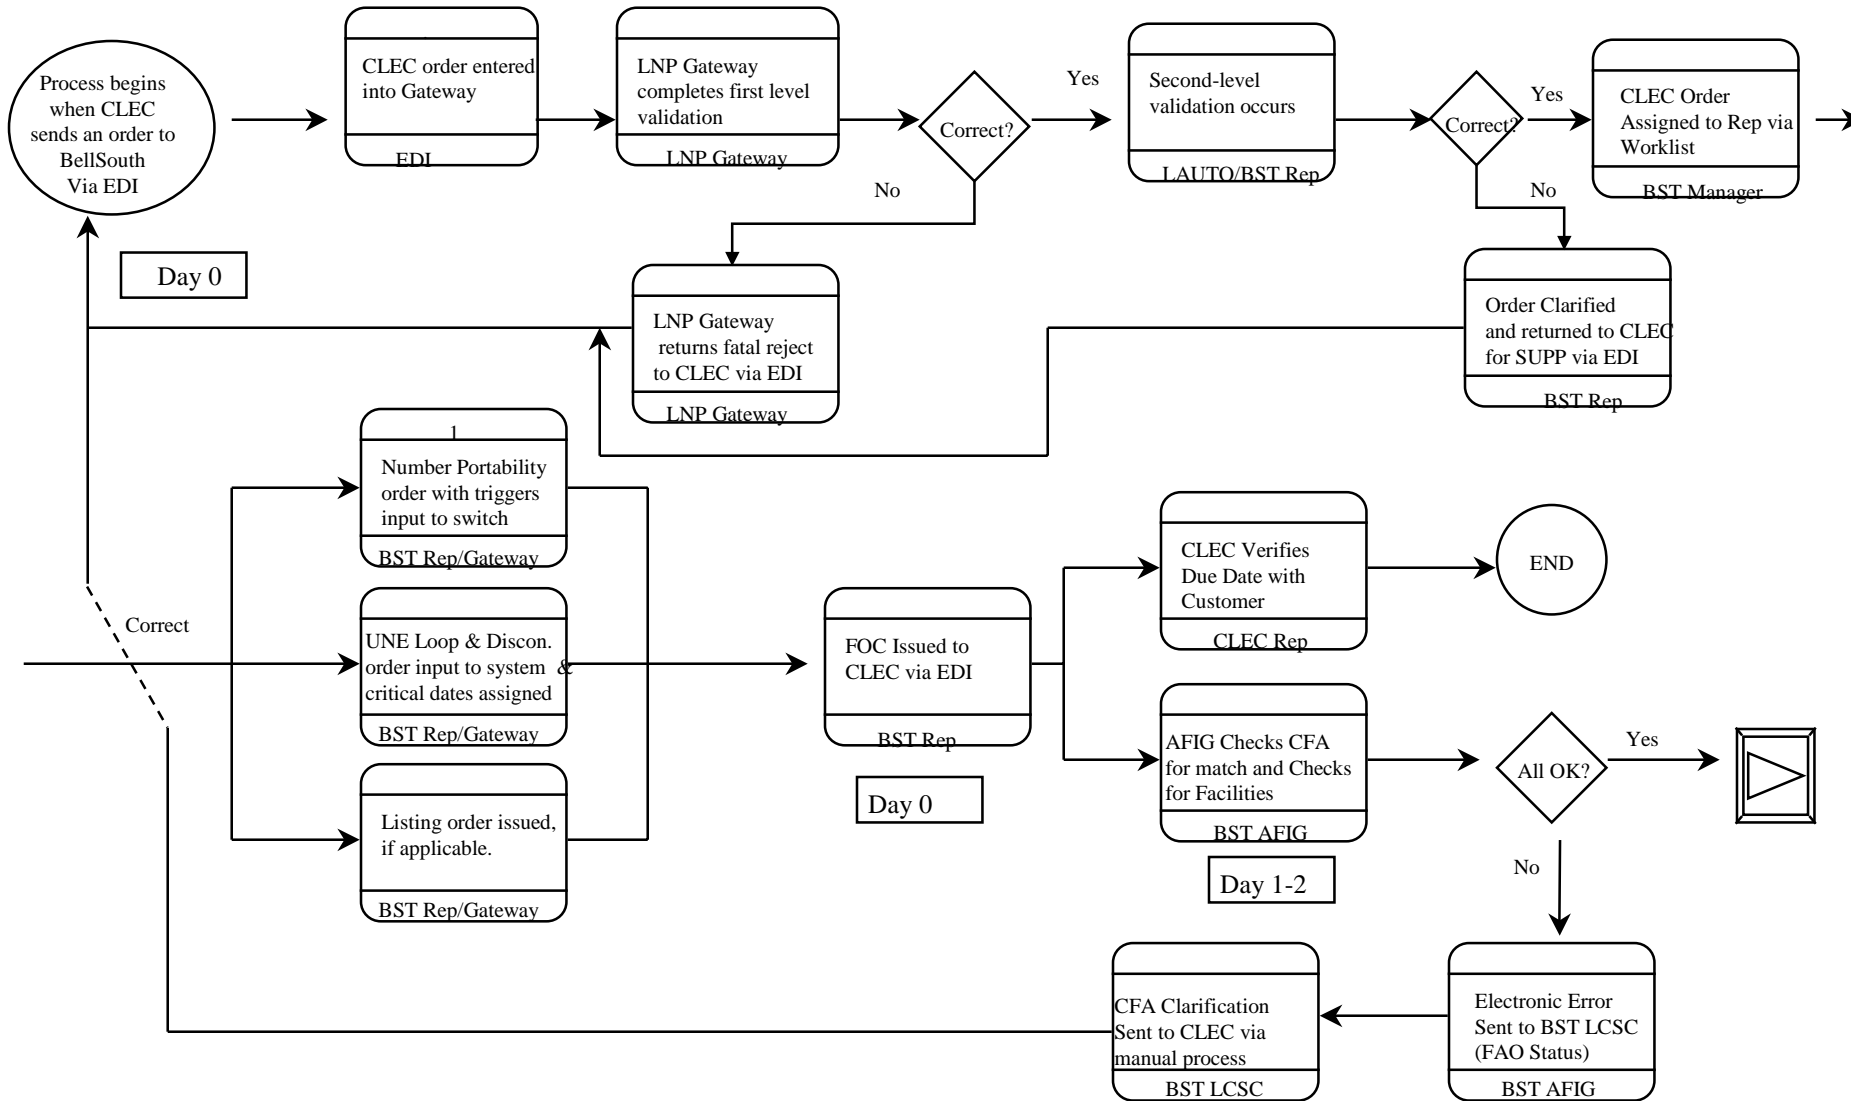 Process begins
when CLEC
sends an order to
BellSouth
Via EDI
CLEC order entered
into Gateway
EDI
LNP Gateway
completes first level
validation
LNP Gateway
Correct?
Yes
No
Second-level
validation occurs
LAUTO/BST Rep
Correct?
Yes
No
CLEC Order
Assigned to Rep via
Worklist
BST Manager
Day 0
LNP Gateway
returns fatal reject
to CLEC via EDI
LNP Gateway
Order Clarified
and returned to CLEC
for SUPP via EDI
BST Rep
1
Number Portability
order with triggers
input to switch
BST Rep/Gateway
Correct
UNE Loop & Discon.
order input to system &
critical dates assigned
BST Rep/Gateway
Listing order issued,
if applicable.
BST Rep/Gateway
FOC Issued to
CLEC via EDI
BST Rep
Day 0
CLEC Verifies
Due Date with
Customer
CLEC Rep
END
AFIG Checks CFA
for match and Checks
for Facilities
BST AFIG
Day 1-2
All OK?
Yes
No
CFA Clarification
Sent to CLEC via
manual process
BST LCSC
Electronic Error
Sent to BST LCSC
(FAO Status)
BST AFIG